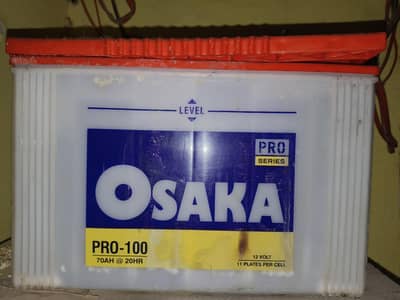 LEVEL
PRO
SERIES
OSAKA
PRO-100
70AH @ 20HR
12 VOLT
11 PLATES PER CELL